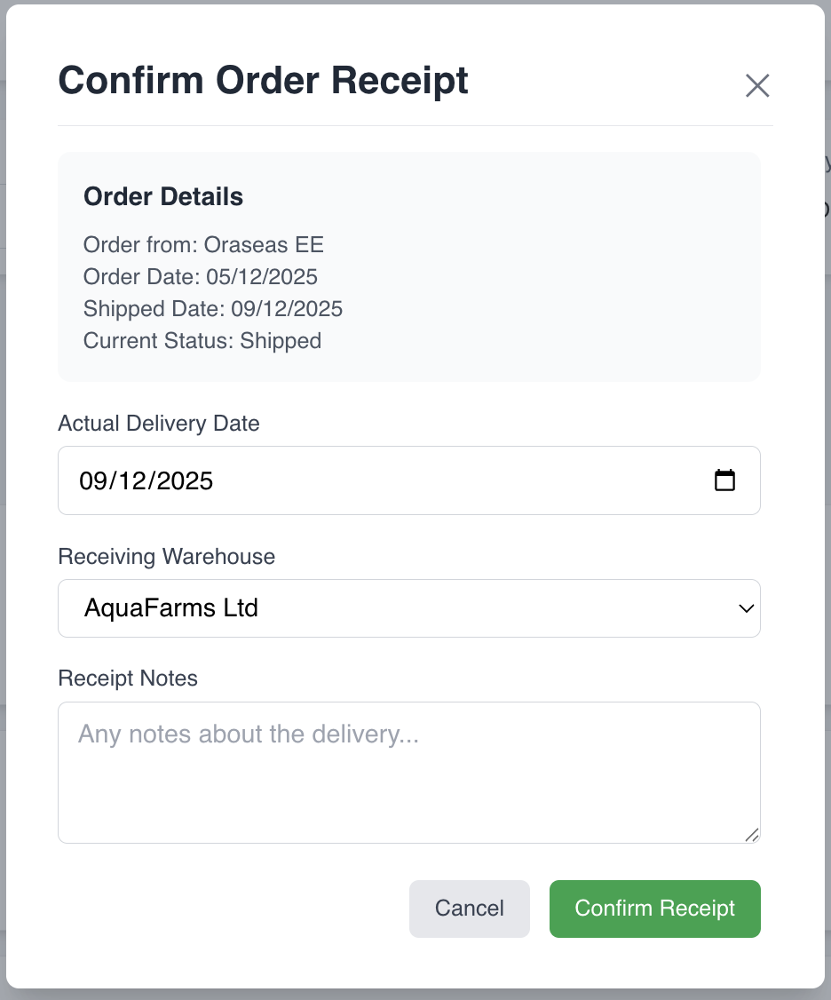 Confirm Order Receipt
Order Details
Order from: Oraseas EE
Order Date: 05/12/2025
Shipped Date: 09/12/2025
Current Status: Shipped
Actual Delivery Date
09/12/2025
Receiving Warehouse
AquaFarms Ltd
Receipt Notes
Any notes about the delivery...
Cancel
Confirm Receipt